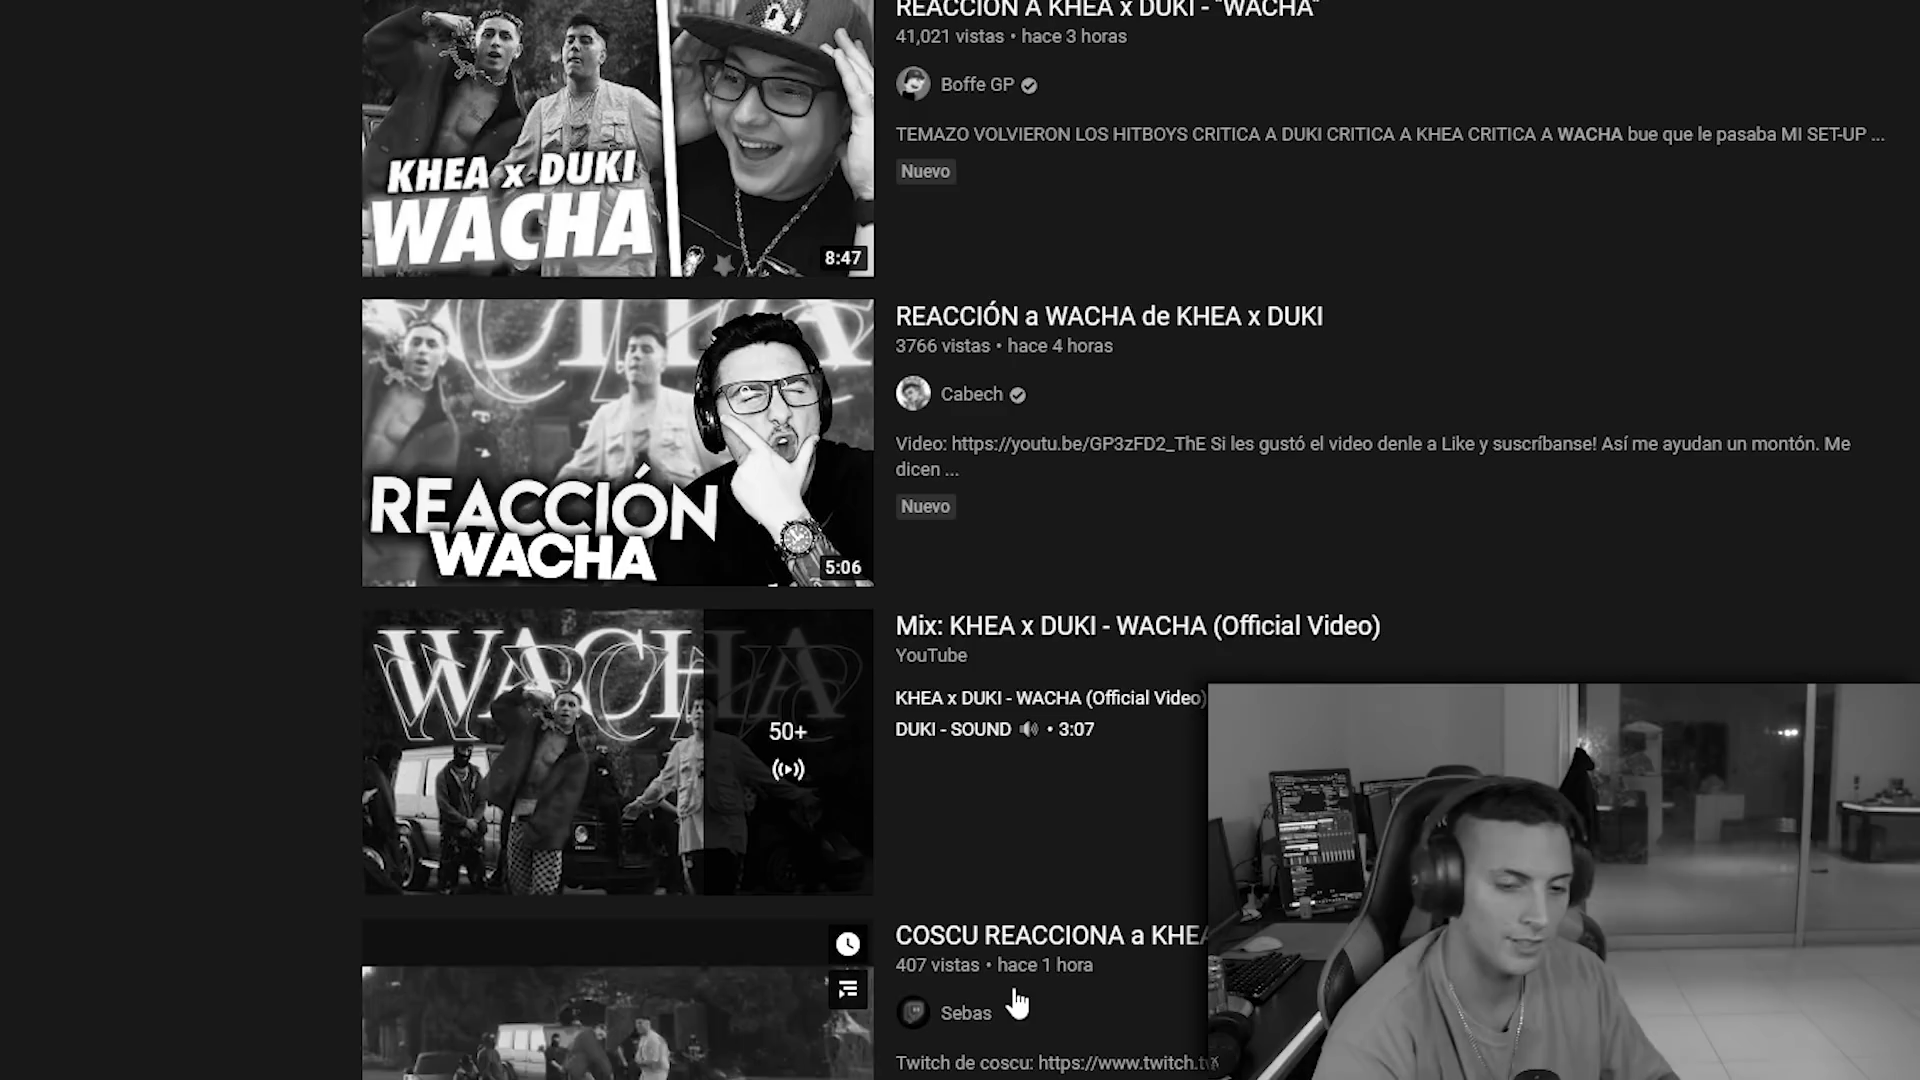 REACCIÓN A KHEA x DUKI - "WACHA"
41,021 vistas • hace 3 horas
Boffe GP
TEMAZO VOLVIERON LOS HITBOYS CRITICA A DUKI CRITICA A KHEA CRITICA A WACHA bue que le pasaba MI SET-UP ...
Nuevo
KHEA x DUKI
WACHA
8:47
REACCIÓN a WACHA de KHEA x DUKI
3766 vistas • hace 4 horas
Cabech
Video: https://youtu.be/GP3zFD2_ThE Si les gustó el video denle a Like y suscríbanse! Así me ayudan un montón. Me
dicen ...
Nuevo
REACCIÓN
WACHA
5:06
Mix: KHEA x DUKI - WACHA (Official Video)
YouTube
KHEA x DUKI - WACHA (Official Video)
DUKI - SOUND • 3:07
WACHA
50+
COSCU REACCIONA a KHEA
407 vistas • hace 1 hora
Sebas
Twitch de coscu: https://www.twitch.tv